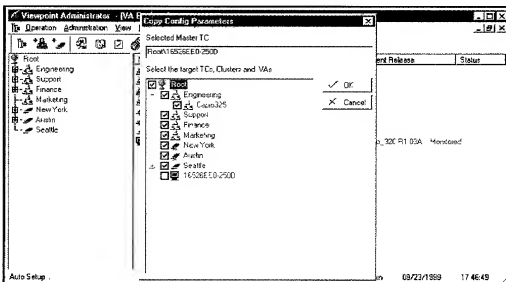 Viewpoint Administrator - [VA
Operation Administration View
Root
Engineering
Support
Finance
Marketing
New York
Austin
Seattle
Auto Setup
Copy Config Parameters
Selected Master TC
Root\16526EE0-250D
Select the target TCs, Clusters and VAs
Root
Engineering
Support
Finance
Marketing
New York
Austin
Seattle
16526EE0-250D
OK
Cancel
ent Release
Status
R1.03A Monitored
08/23/1999 17:46:49